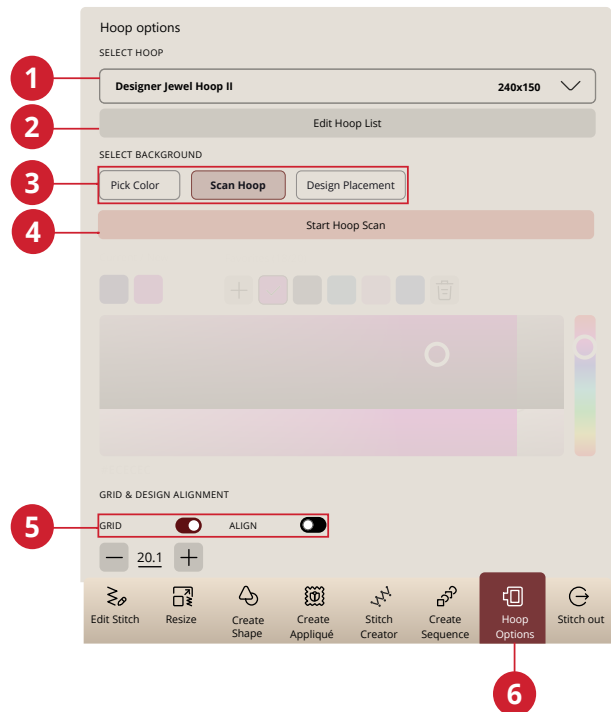 Hoop options
SELECT HOOP
1
Designer Jewel Hoop II 240x150
2
Edit Hoop List
SELECT BACKGROUND
3
Pick Color Scan Hoop Design Placement
4
Start Hoop Scan
GRID & DESIGN ALIGNMENT
5
GRID ALIGN
20.1
Edit Stitch Resize Create Shape Create Appliqué Stitch Creator Create Sequence Hoop Options Stitch out
6